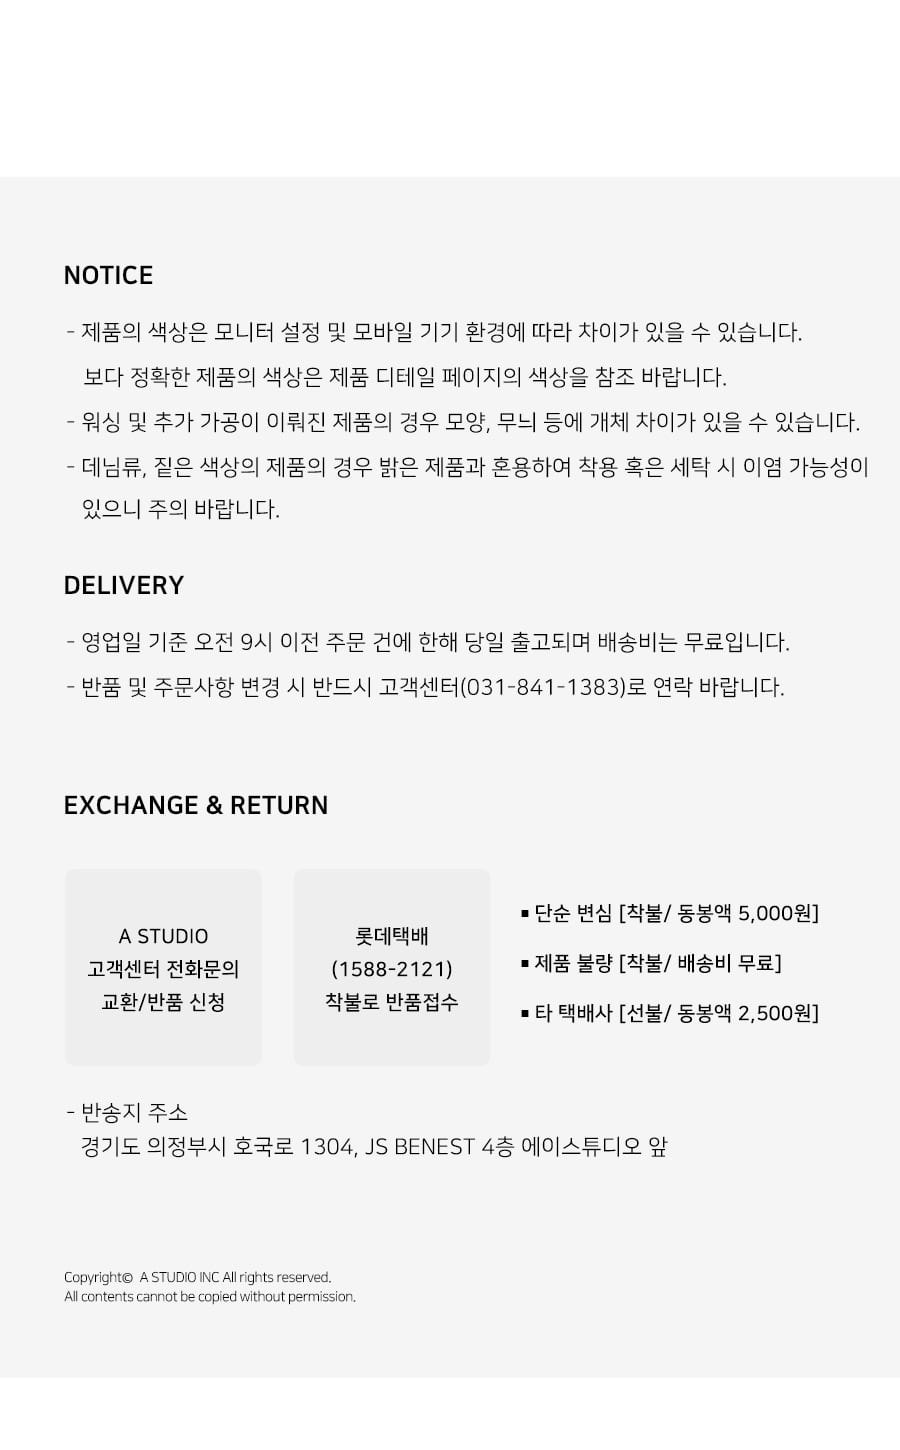 NOTICE
- 제품의 색상은 모니터 설정 및 모바일 기기 환경에 따라 차이가 있을 수 있습니다.
보다 정확한 제품의 색상은 제품 디테일 페이지의 색상을 참조 바랍니다.
- 워싱 및 추가 가공이 이뤄진 제품의 경우 모양, 무늬 등에 개체 차이가 있을 수 있습니다.
- 데님류, 짙은 색상의 제품의 경우 밝은 제품과 혼용하여 착용 혹은 세탁 시 이염 가능성이
있으니 주의 바랍니다.
DELIVERY
- 영업일 기준 오전 9시 이전 주문 건에 한해 당일 출고되며 배송비는 무료입니다.
- 반품 및 주문사항 변경 시 반드시 고객센터(031-841-1383)로 연락 바랍니다.
EXCHANGE & RETURN
A STUDIO
고객센터 전화문의
교환/반품 신청
롯데택배
(1588-2121)
착불로 반품접수
▪ 단순 변심 [착불/ 동봉액 5,000원]
▪ 제품 불량 [착불/ 배송비 무료]
▪ 타 택배사 [선불/ 동봉액 2,500원]
- 반송지 주소
경기도 의정부시 호국로 1304, JS BENEST 4층 에이스튜디오 앞
Copyright© A STUDIO INC All rights reserved.
All contents cannot be copied without permission.